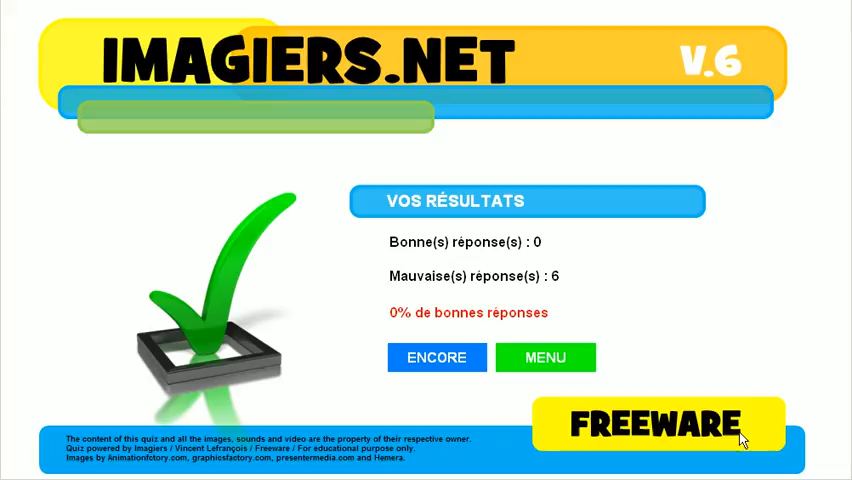 IMAGIERS.NET
V.6
VOS RÉSULTATS
Bonne(s) réponse(s) : 0
Mauvaise(s) réponse(s) : 6
0% de bonnes réponses
ENCORE
MENU
FREEWARE
The content of this quiz and all the images, sounds and video are the property of their respective owner.
Quiz powered by Imagiers / Vincent Lefrançois / Freeware / For educational purpose only.
Images by Animationfctory.com, graphicsfactory.com, presentermedia.com and Hemera.